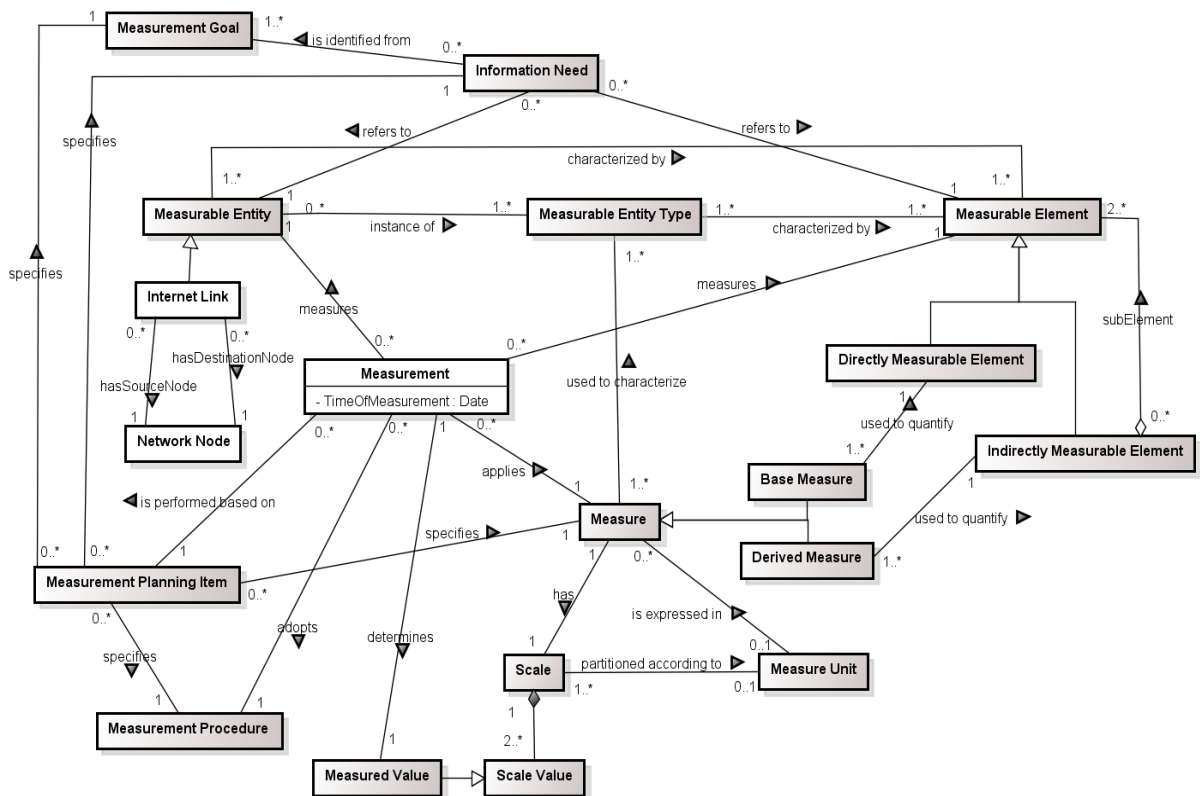 1
Measurement Goal
1..*
is identified from
0..*
Information Need
1
0..*
0..*
specifies
refers to
refers to
characterized by
1..*
1
1
1..*
Measurable Entity
0..*
1..*
Measurable Entity Type
1..*
1..*
Measurable Element
2..*
1
instance of
characterized by
1
1..*
specifies
Internet Link
measures
measures
0..*
0..*
subElement
hasDestinationNode
0..*
0..*
Measurement
Directly Measurable Element
hasSourceNode
- TimeOfMeasurement : Date
used to characterize
1
1
1
used to quantify
0..*
Network Node
0..*
0..*
1
0..*
1..*
Indirectly Measurable Element
applies
Base Measure
1
is performed based on
1
1..*
Measure
used to quantify
specifies
1
1
0..*
0..*
0..*
1
Derived Measure
1..*
Measurement Planning Item
0..*
has
is expressed in
0..*
adopts
determines
specifies
1
0..1
Scale
partitioned according to
Measure Unit
1..*
0..1
1
1
1
Measurement Procedure
1
2..*
Measured Value
Scale Value